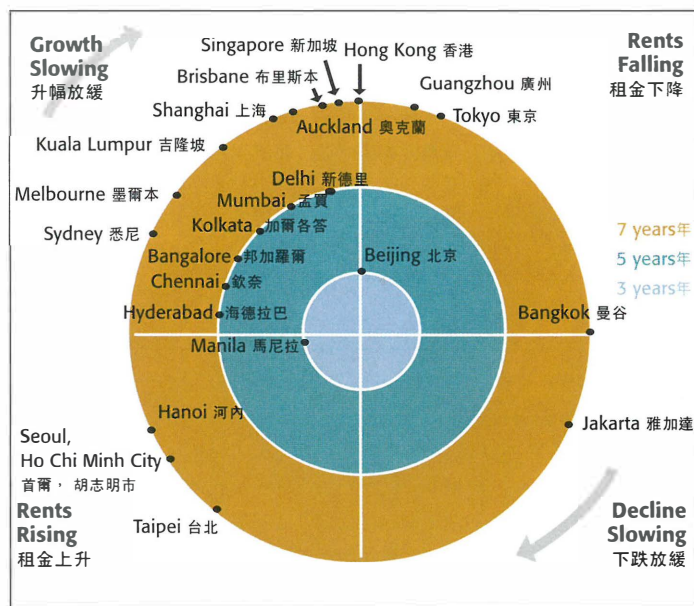 Growth
Slowing
升幅放緩
Singapore 新加坡
Hong Kong 香港
Rents
Falling
租金下降
Brisbane 布里斯本
Guangzhou 廣州
Shanghai 上海
Auckland 奧克蘭
Tokyo 東京
Kuala Lumpur 吉隆坡
Delhi 新德里
Melbourne 墨爾本
Mumbai 孟買
Sydney 悉尼
Kolkata 加爾各答
7 years年
Bangalore 邦加羅爾
Beijing 北京
5 years年
Chennai 欽奈
3 years年
Hyderabad 海德拉巴
Bangkok 曼谷
Manila 馬尼拉
Hanoi 河內
Jakarta 雅加達
Seoul,
Ho Chi Minh City
首爾， 胡志明市
Rents
Rising
租金上升
Taipei 台北
Decline
Slowing
下跌放緩